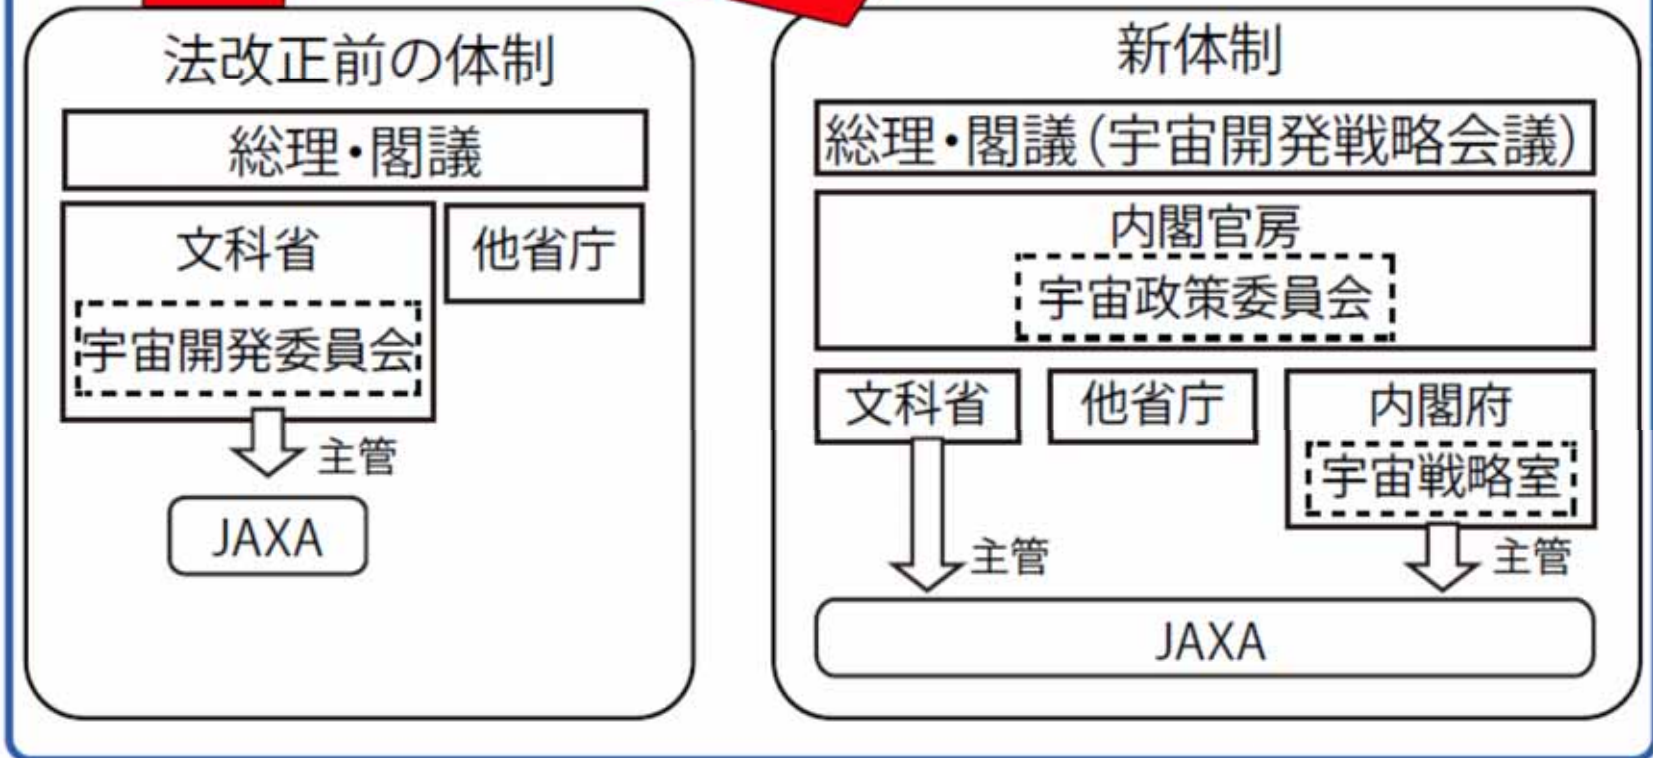 法改正前の体制
総理・閣議
文科省
他省庁
宇宙開発委員会
主管
JAXA
新体制
総理・閣議(宇宙開発戦略会議)
内閣官房
宇宙政策委員会
文科省
他省庁
内閣府
宇宙戦略室
主管
主管
JAXA